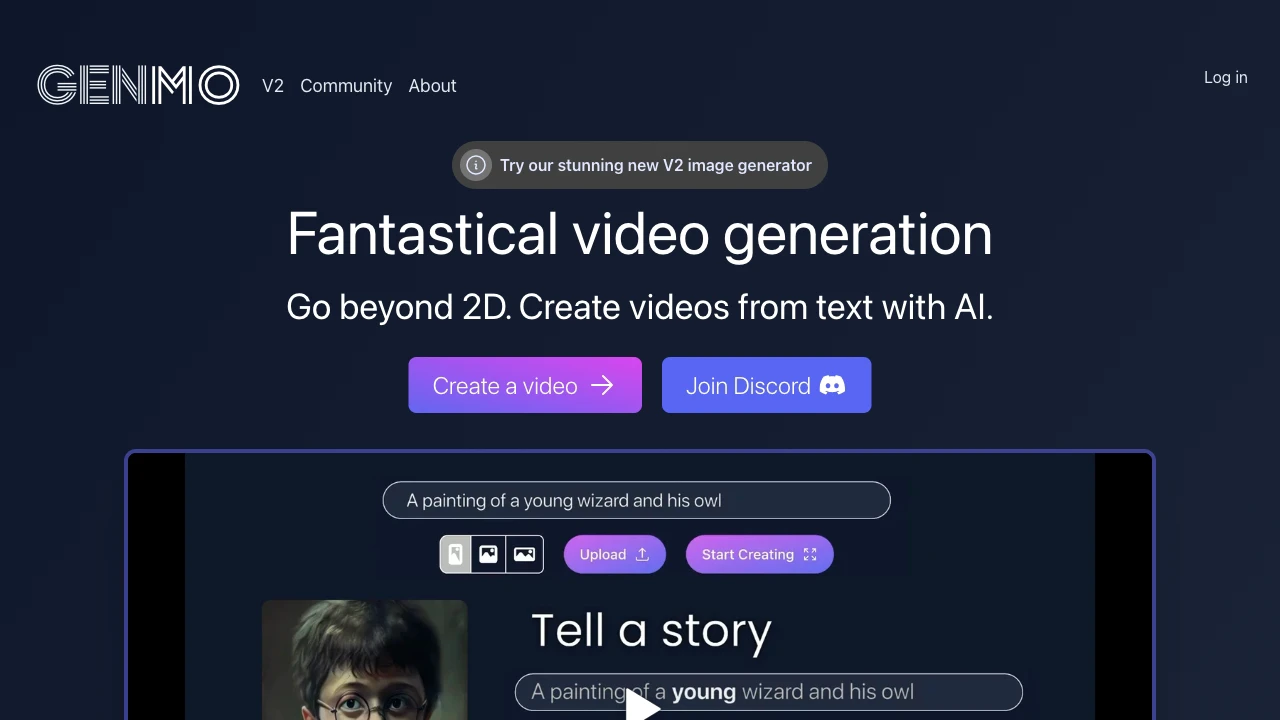 GENMO V2 Community About
Log in
Try our stunning new V2 image generator
Fantastical video generation
Go beyond 2D. Create videos from text with AI.
Create a video
Join Discord
A painting of a young wizard and his owl
Upload
Start Creating
Tell a story
A painting of a young wizard and his owl